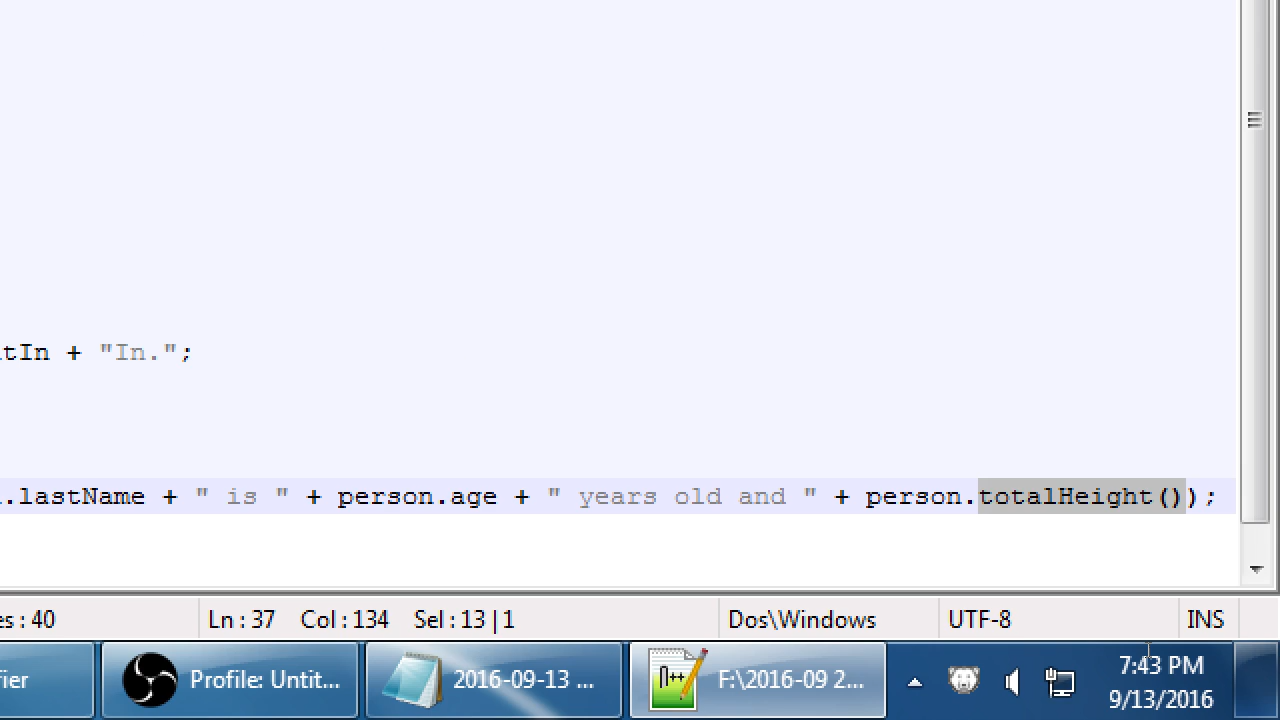 tIn + "In.";
.lastName + " is " + person.age + " years old and " + person.totalHeight());
es : 40 Ln : 37 Col : 134 Sel : 13 | 1 Dos\Windows UTF-8 INS
fier Profile: Untit... 2016-09-13 ... F:\2016-09 2... 7:43 PM
9/13/2016